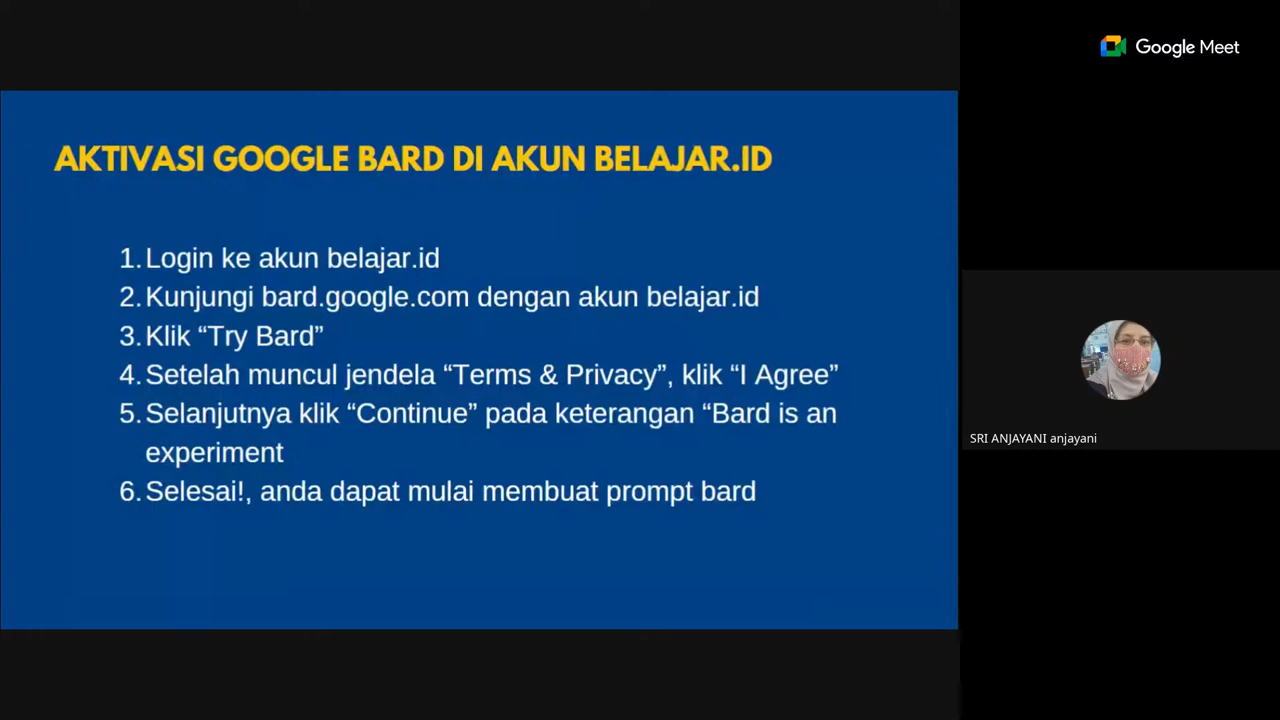 Google Meet
AKTIVASI GOOGLE BARD DI AKUN BELAJAR.ID
1. Login ke akun belajar.id
2. Kunjungi bard.google.com dengan akun belajar.id
3. Klik “Try Bard”
4. Setelah muncul jendela “Terms & Privacy”, klik “I Agree”
5. Selanjutnya klik “Continue” pada keterangan “Bard is an
experiment
6. Selesai!, anda dapat mulai membuat prompt bard
SRI ANJAYANI anjayani